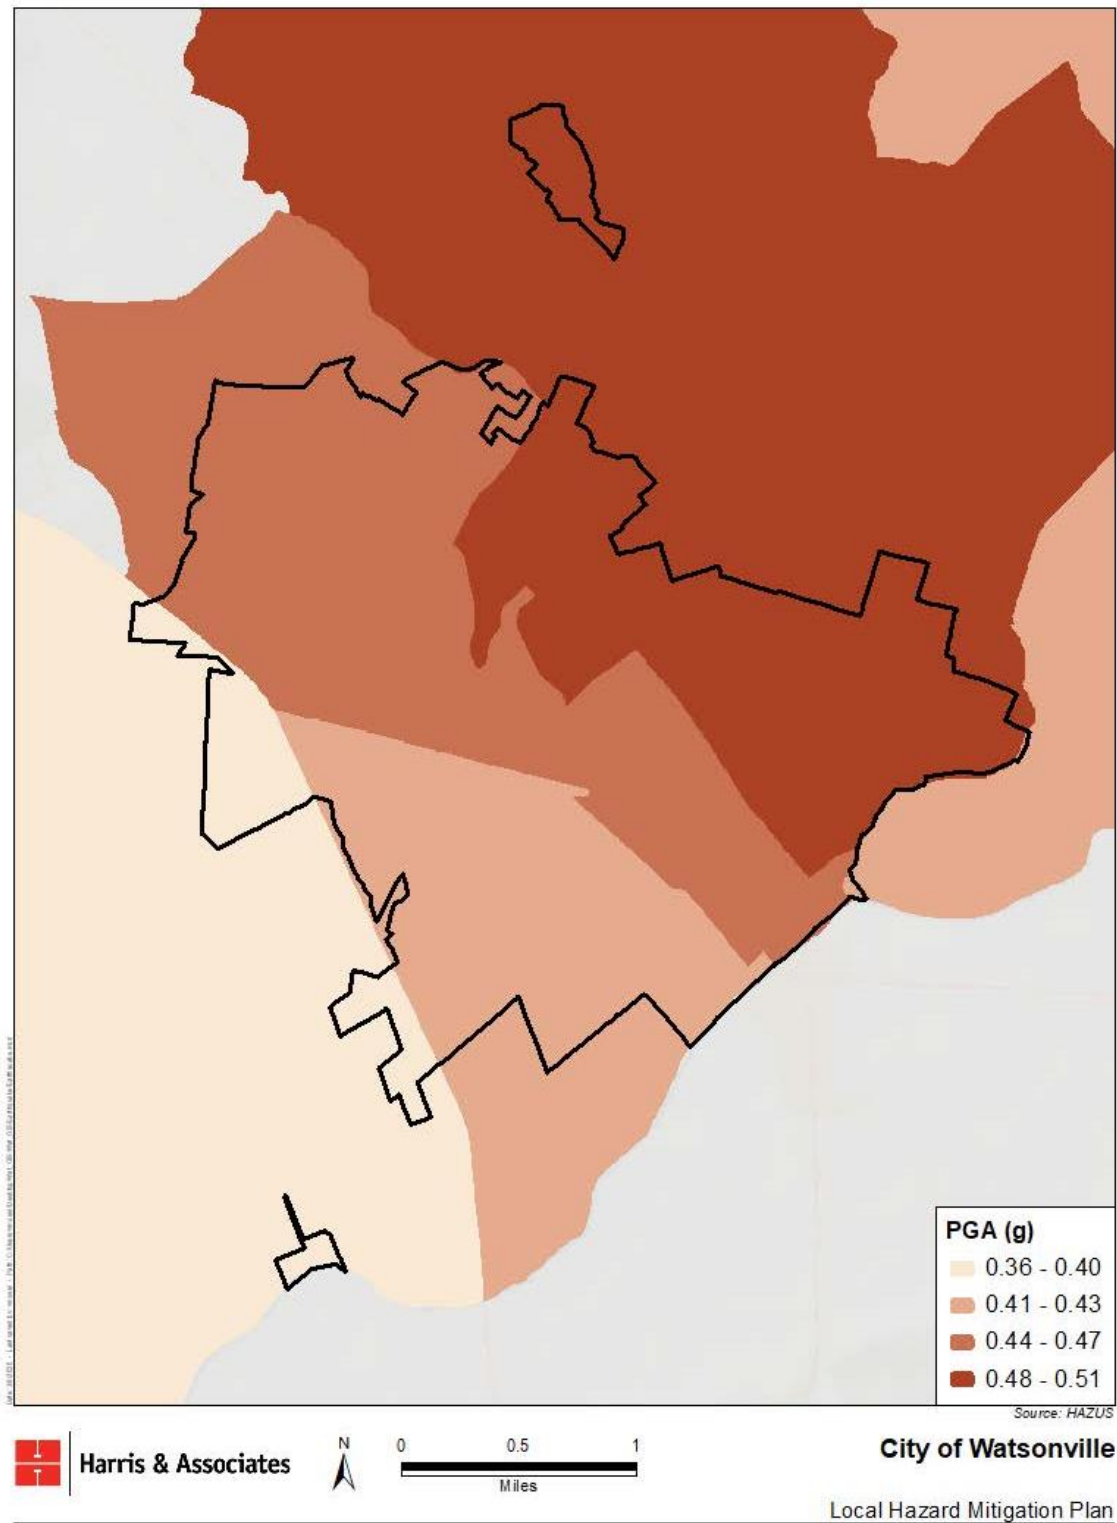 PGA (g)
0.36 - 0.40
0.41 - 0.43
0.44 - 0.47
0.48 - 0.51
Source: HAZUS
Harris & Associates
N
0 0.5 1
Miles
City of Watsonville
Local Hazard Mitigation Plan